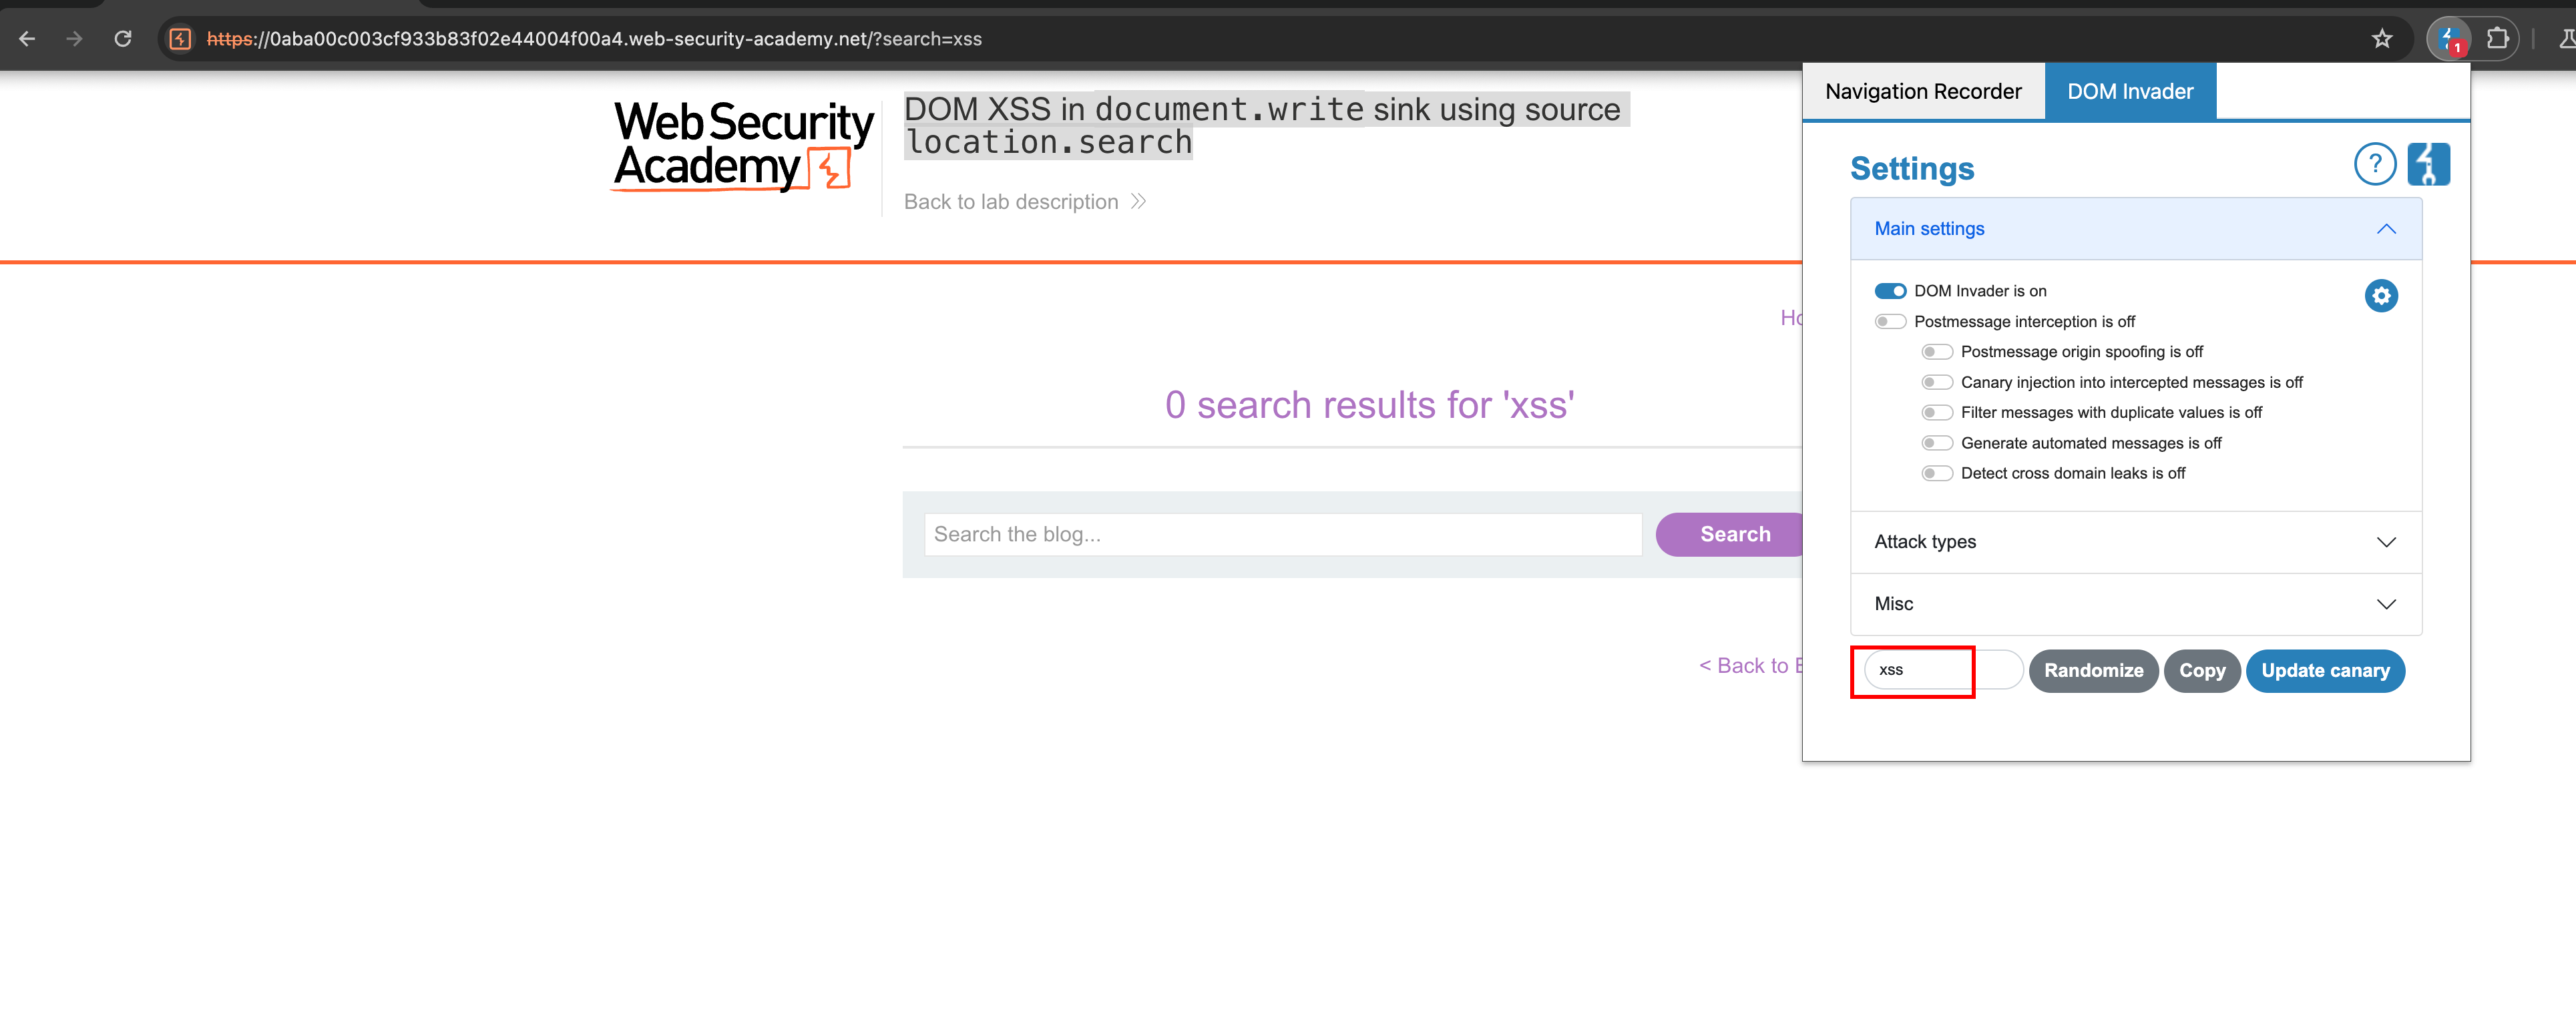 https://0aba00c003cf933b83f02e44004f00a4.web-security-academy.net/?search=xss
1
Web Security
Academy
DOM XSS in document.write sink using source
location.search
Back to lab description
Ho
0 search results for 'xss'
Search the blog...
Search
< Back to B
Navigation Recorder
DOM Invader
Settings
?
Main settings
DOM Invader is on
Postmessage interception is off
Postmessage origin spoofing is off
Canary injection into intercepted messages is off
Filter messages with duplicate values is off
Generate automated messages is off
Detect cross domain leaks is off
Attack types
Misc
xss
Randomize
Copy
Update canary